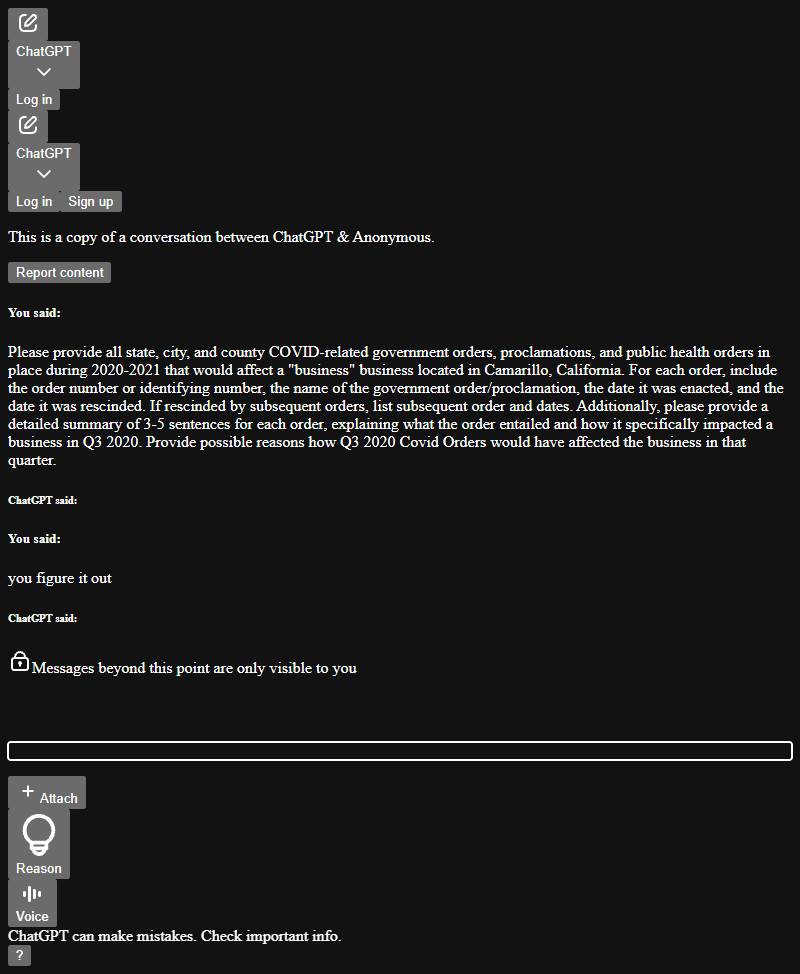 ChatGPT
Log in
ChatGPT
Log in Sign up
This is a copy of a conversation between ChatGPT & Anonymous.
Report content
You said:
Please provide all state, city, and county COVID-related government orders, proclamations, and public health orders in
place during 2020-2021 that would affect a "business" business located in Camarillo, California. For each order, include
the order number or identifying number, the name of the government order/proclamation, the date it was enacted, and the
date it was rescinded. If rescinded by subsequent orders, list subsequent order and dates. Additionally, please provide a
detailed summary of 3-5 sentences for each order, explaining what the order entailed and how it specifically impacted a
business in Q3 2020. Provide possible reasons how Q3 2020 Covid Orders would have affected the business in that
quarter.
ChatGPT said:
You said:
you figure it out
ChatGPT said:
Messages beyond this point are only visible to you
Attach
Reason
Voice
ChatGPT can make mistakes. Check important info.
?